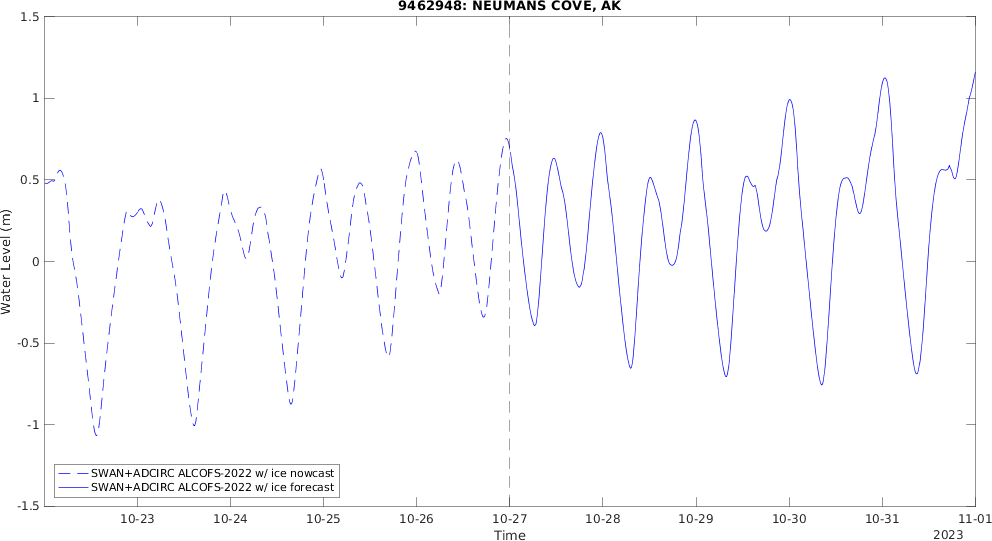 9462948: NEUMANS COVE, AK
Water Level (m)
1.5
1
0.5
0
-0.5
-1
-1.5
SWAN+ADCIRC ALCOFS-2022 w/ ice nowcast
SWAN+ADCIRC ALCOFS-2022 w/ ice forecast
10-23 10-24 10-25 10-26 10-27 10-28 10-29 10-30 10-31 11-01
Time
2023